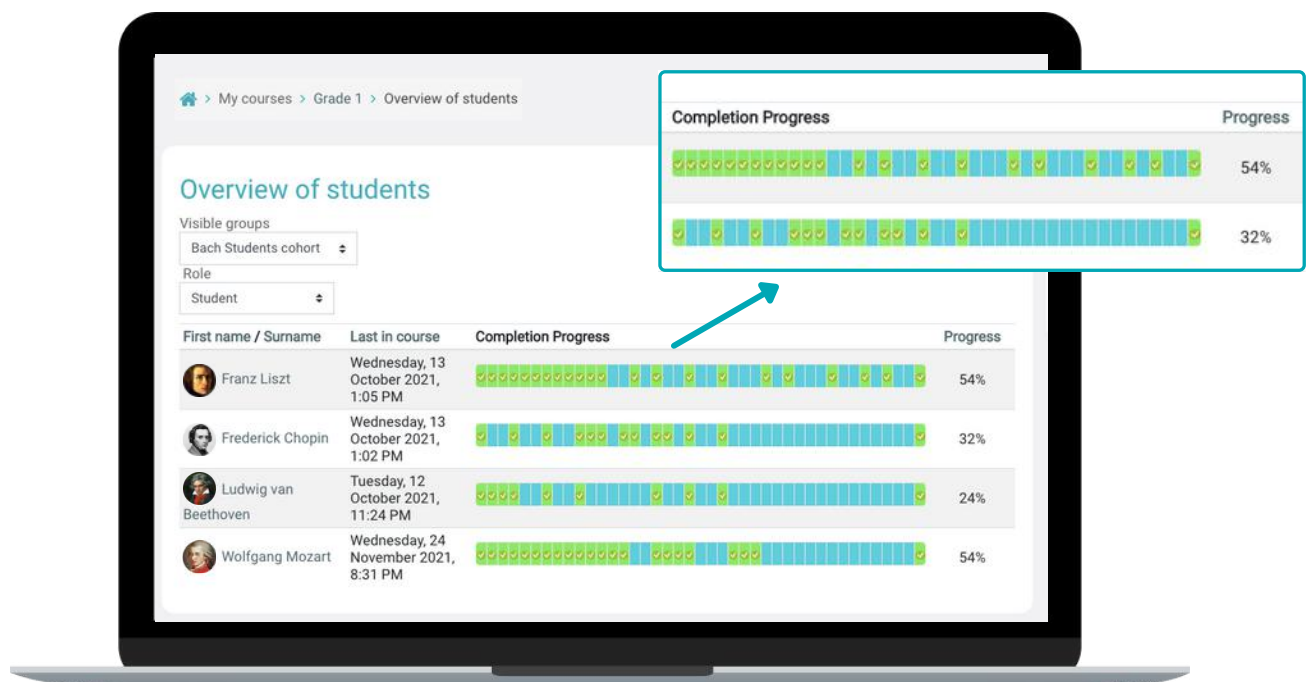 My courses > Grade 1 > Overview of students
Overview of students
Visible groups
Bach Students cohort
Role
Student
First name / Surname Last in course Completion Progress Progress
Franz Liszt Wednesday, 13
October 2021,
1:05 PM 54%
Frederick Chopin Wednesday, 13
October 2021,
1:02 PM 32%
Ludwig van
Beethoven Tuesday, 12
October 2021,
11:24 PM 24%
Wolfgang Mozart Wednesday, 24
November 2021,
8:31 PM 54%
Completion Progress Progress
54%
32%